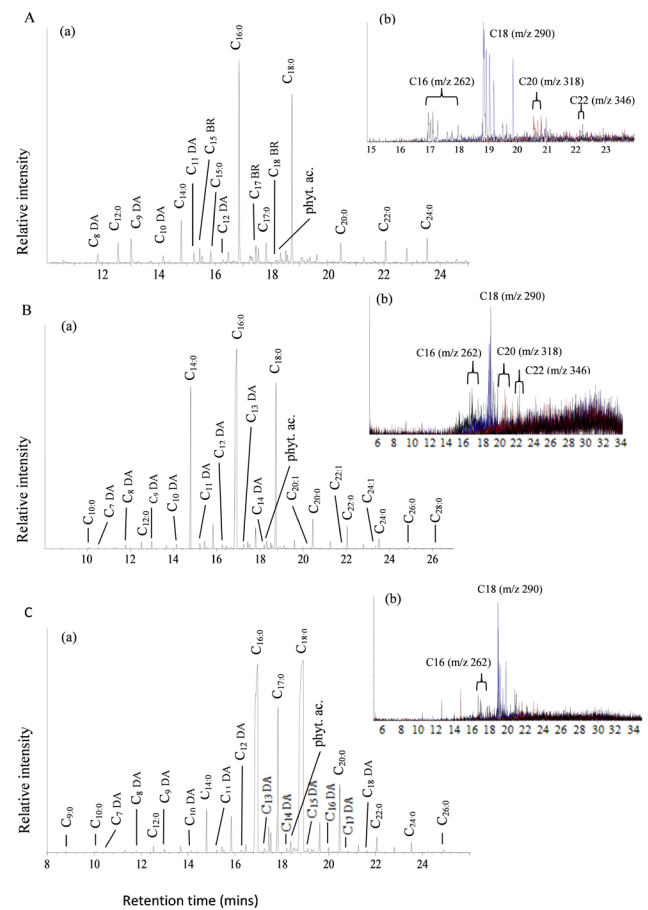 A
(a)
Relative intensity
C8 DA
C12:0
C9 DA
C10 DA
C14:0
C11 DA
C15 BR
C15:0
C12 DA
C16:0
C17 BR
C17:0
C18 BR
C18:0
phyt. ac.
C20:0
C22:0
C24:0
12 14 16 18 20 22 24
(b)
C18 (m/z 290)
C16 (m/z 262)
C20 (m/z 318)
C22 (m/z 346)
15 16 17 18 19 20 21 22 23
B
(a)
Relative intensity
C10:0
C7 DA
C8 DA
C12:0
C9 DA
C10 DA
C14:0
C11 DA
C12 DA
C16:0
C13 DA
C14 DA
C18:0
phyt. ac.
C20:1
C20:0
C22:1
C22:0
C24:1
C24:0
C26:0
C28:0
10 12 14 16 18 20 22 24 26
(b)
C18 (m/z 290)
C16 (m/z 262)
C20 (m/z 318)
C22 (m/z 346)
6 8 10 12 14 16 18 20 22 24 26 28 30 32 34
C
(a)
Relative intensity
C9:0
C10:0
C7 DA
C8 DA
C12:0
C9 DA
C10 DA
C14:0
C11 DA
C12 DA
C16:0
C13 DA
C17:0
C14 DA
C18:0
phyt. ac.
C15 DA
C16 DA
C20:0
C17 DA
C18 DA
C22:0
C24:0
C26:0
8 10 12 14 16 18 20 22 24
(b)
C18 (m/z 290)
C16 (m/z 262)
6 8 10 12 14 16 18 20 22 24 26 28 30 32 34
Retention time (mins)